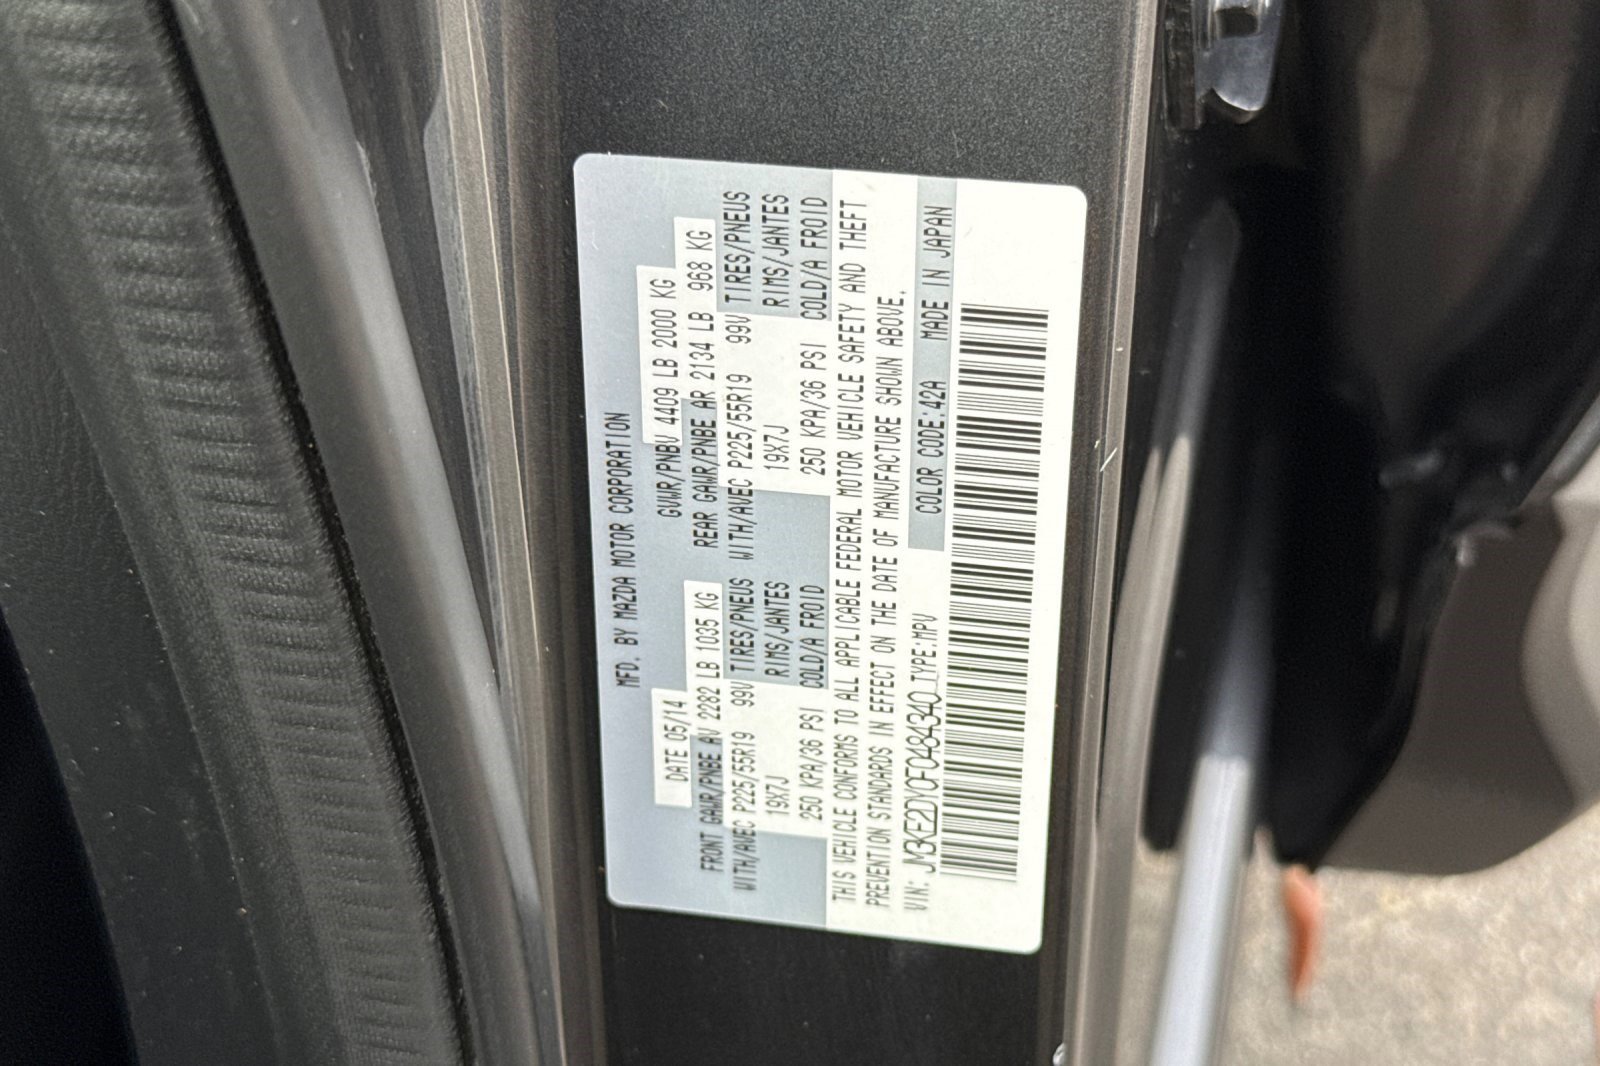 MFD. BY MAZDA MOTOR CORPORATION
DATE 05/14 GVWR/PNBV 4409 LB 2000 KG
FRONT GAWR/PNBE AV 2282 LB 1035 KG REAR GAWR/PNBE AR 2134 LB 968 KG
WITH/AVEC P225/55R19 99V TIRES/PNEUS WITH/AVEC P225/55R19 99V TIRES/PNEUS
19X7J RIMS/JANTES 19X7J RIMS/JANTES
250 KPA/36 PSI COLD/A FROID 250 KPA/36 PSI COLD/A FROID
THIS VEHICLE CONFORMS TO ALL APPLICABLE FEDERAL MOTOR VEHICLE SAFETY AND THEFT
PREVENTION STANDARDS IN EFFECT ON THE DATE OF MANUFACTURE SHOWN ABOVE.
VIN: JM3KE2DY0F0484340 TYPE:MPV COLOR CODE:42A MADE IN JAPAN